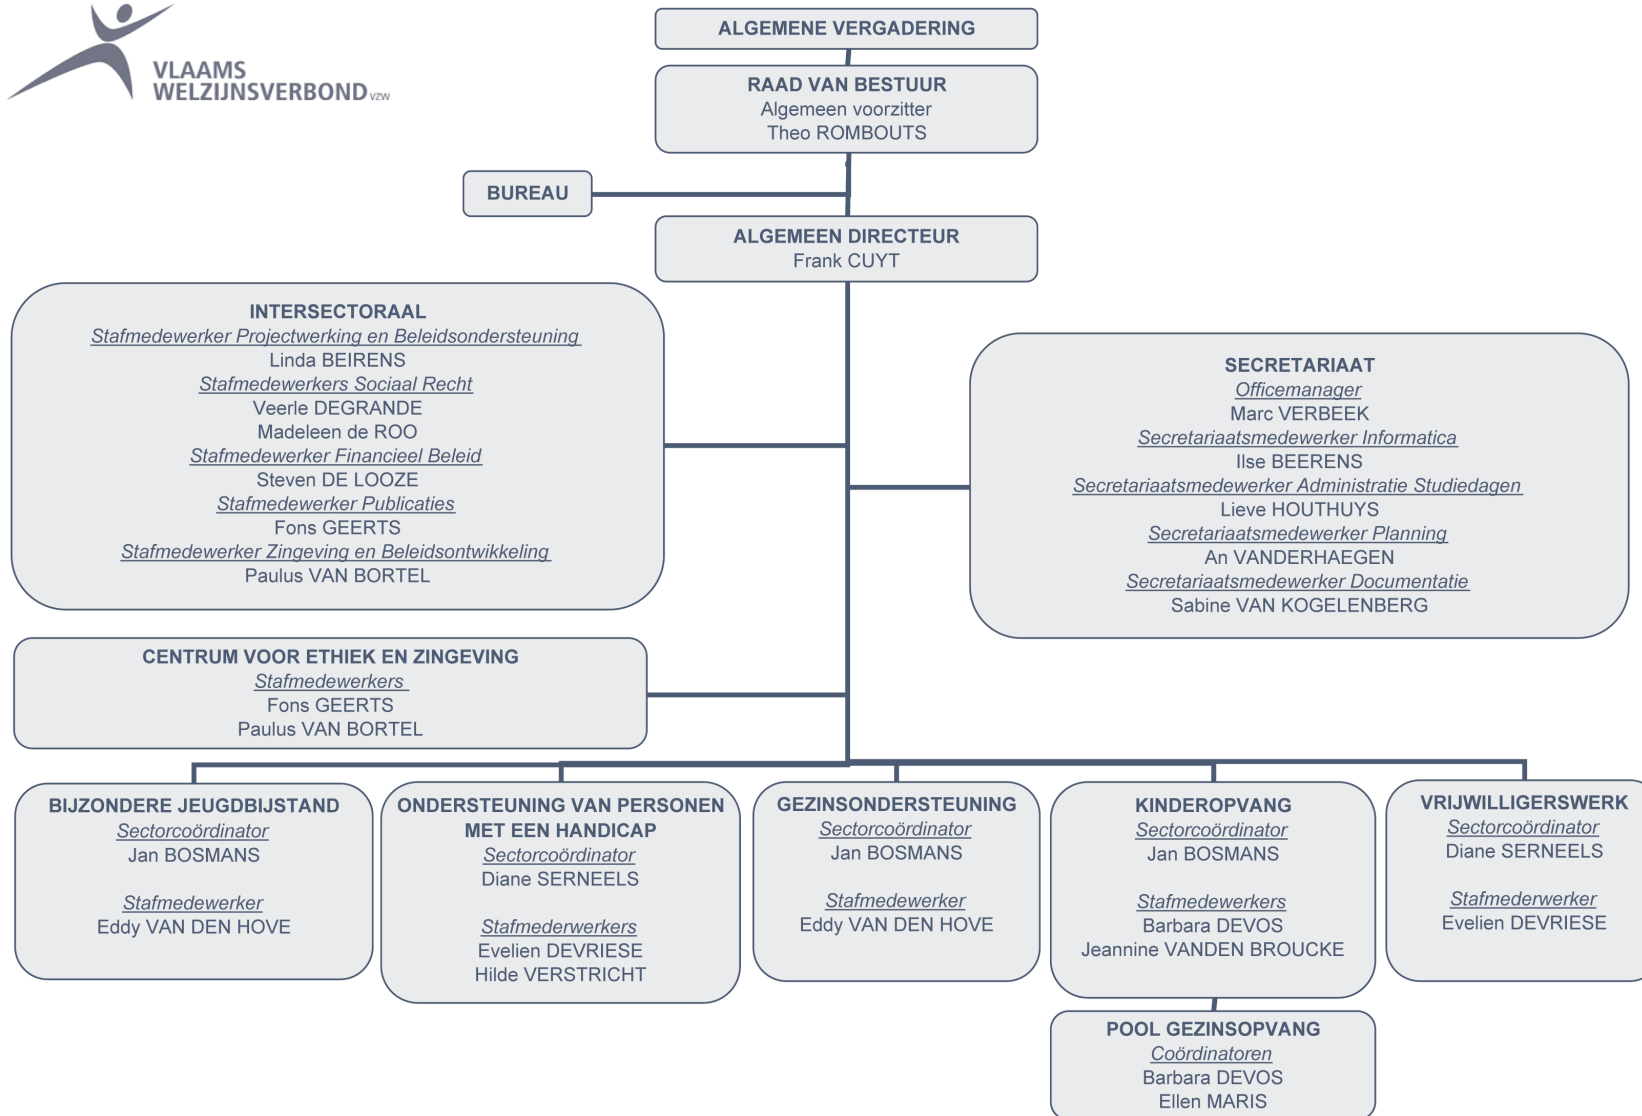 VLAAMS
WELZIJNSVERBOND vzw
ALGEMENE VERGADERING
RAAD VAN BESTUUR
Algemeen voorzitter
Theo ROMBOUTS
BUREAU
ALGEMEEN DIRECTEUR
Frank CUYT
INTERSECTORAAL
Stafmedewerker Projectwerking en Beleidsondersteuning
Linda BEIRENS
Stafmedewerkers Sociaal Recht
Veerle DEGRANDE
Madeleen de ROO
Stafmedewerker Financieel Beleid
Steven DE LOOZE
Stafmedewerker Publicaties
Fons GEERTS
Stafmedewerker Zingeving en Beleidsontwikkeling
Paulus VAN BORTEL
SECRETARIAAT
Officemanager
Marc VERBEEK
Secretariaatsmedewerker Informatica
Ilse BEERENS
Secretariaatsmedewerker Administratie Studiedagen
Lieve HOUTHUYS
Secretariaatsmedewerker Planning
An VANDERHAEGEN
Secretariaatsmedewerker Documentatie
Sabine VAN KOGELENBERG
CENTRUM VOOR ETHIEK EN ZINGEVING
Stafmedewerkers
Fons GEERTS
Paulus VAN BORTEL
BIJZONDERE JEUGDBIJSTAND
Sectorcoördinator
Jan BOSMANS
Stafmedewerker
Eddy VAN DEN HOVE
ONDERSTEUNING VAN PERSONEN
MET EEN HANDICAP
Sectorcoördinator
Diane SERNEELS
Stafmederwerkers
Evelien DEVRIESE
Hilde VERSTRICHT
GEZINSONDERSTEUNING
Sectorcoördinator
Jan BOSMANS
Stafmedewerker
Eddy VAN DEN HOVE
KINDEROPVANG
Sectorcoördinator
Jan BOSMANS
Stafmedewerkers
Barbara DEVOS
Jeannine VANDEN BROUCKE
VRIJWILLIGERSWERK
Sectorcoördinator
Diane SERNEELS
Stafmederwerker
Evelien DEVRIESE
POOL GEZINSOPVANG
Coördinatoren
Barbara DEVOS
Ellen MARIS